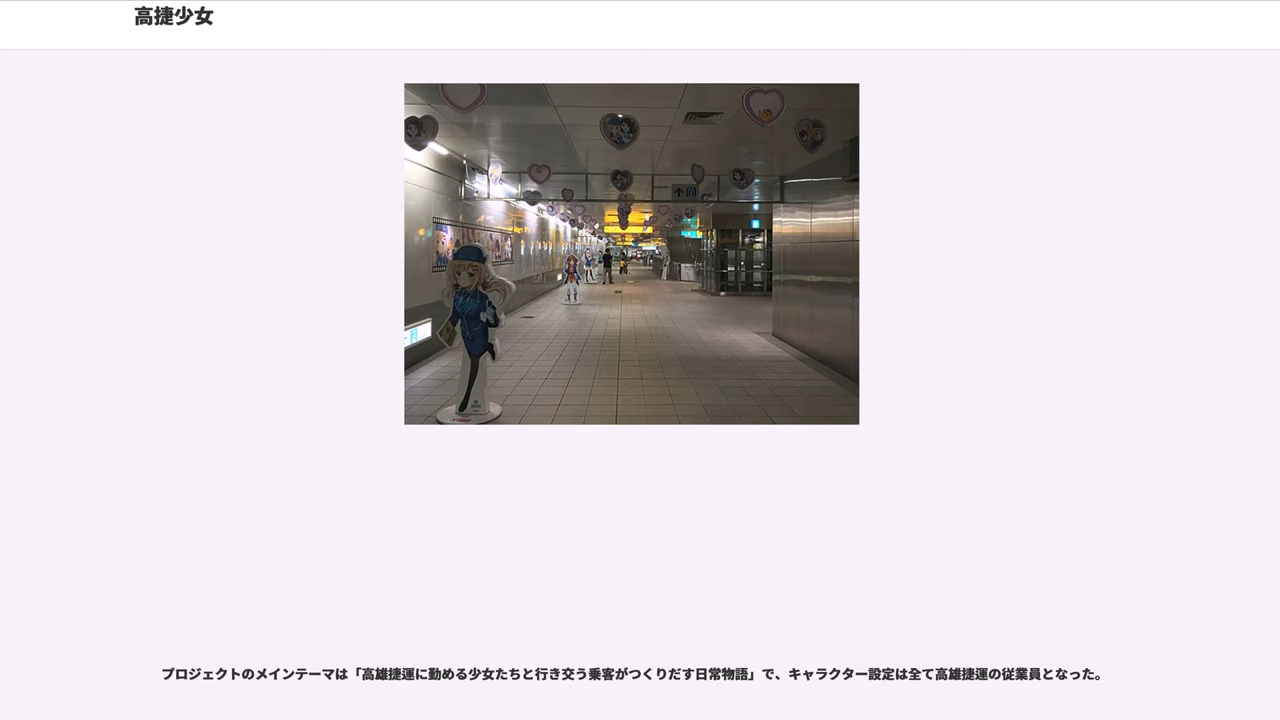 高捷少女
プロジェクトのメインテーマは「高雄捷運に勤める少女たちと行き交う乗客がつくりだす日常物語」で、キャラクター設定は全て高雄捷運の従業員となった。